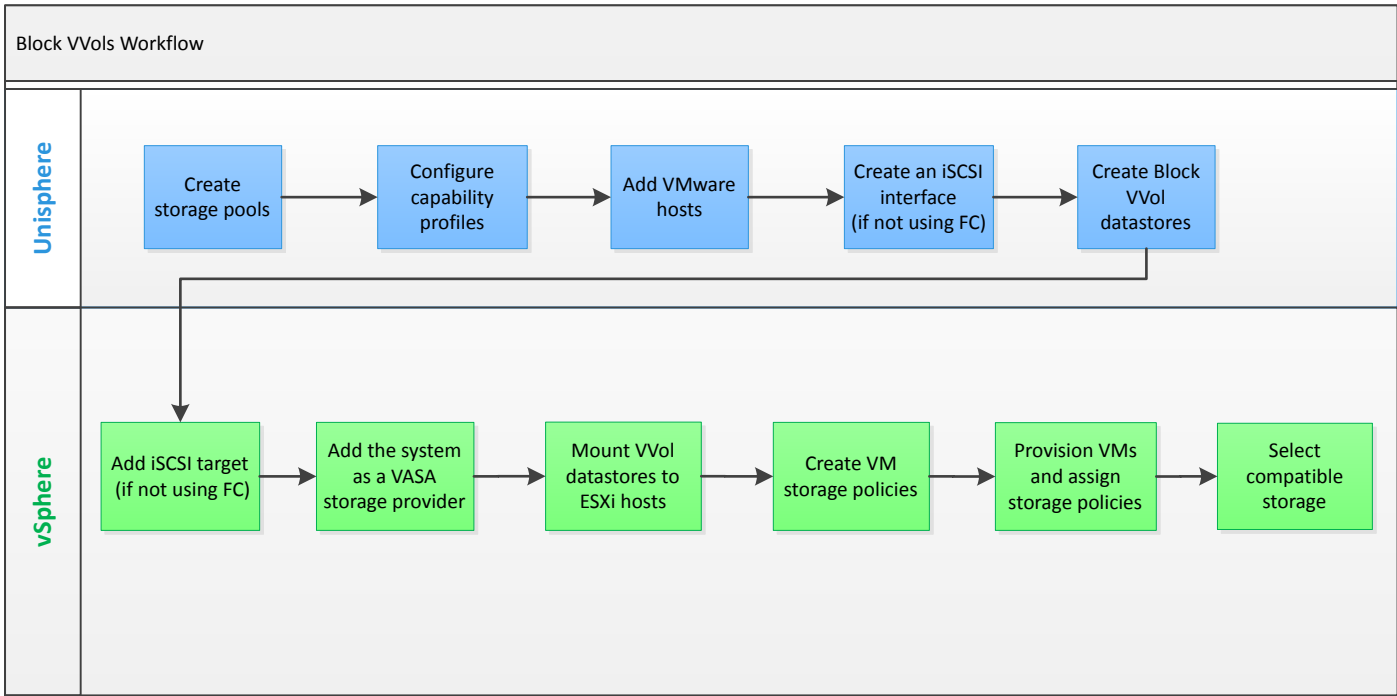 Block VVols Workflow
Unisphere
Create
storage pools
Configure
capability
profiles
Add VMware
hosts
Create an iSCSI
interface
(if not using FC)
Create Block
VVol
datastores
vSphere
Add iSCSI target
(if not using FC)
Add the system
as a VASA
storage provider
Mount VVol
datastores to
ESXi hosts
Create VM
storage policies
Provision VMs
and assign
storage policies
Select
compatible
storage